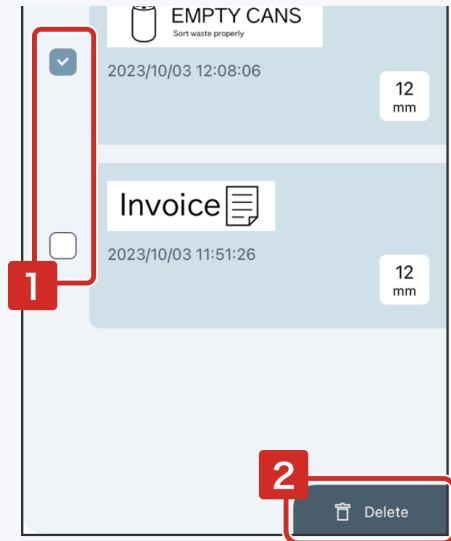 EMPTY CANS
Sort waste properly
2023/10/03 12:08:06
12
mm
Invoice
2023/10/03 11:51:26
12
mm
1
2
Delete